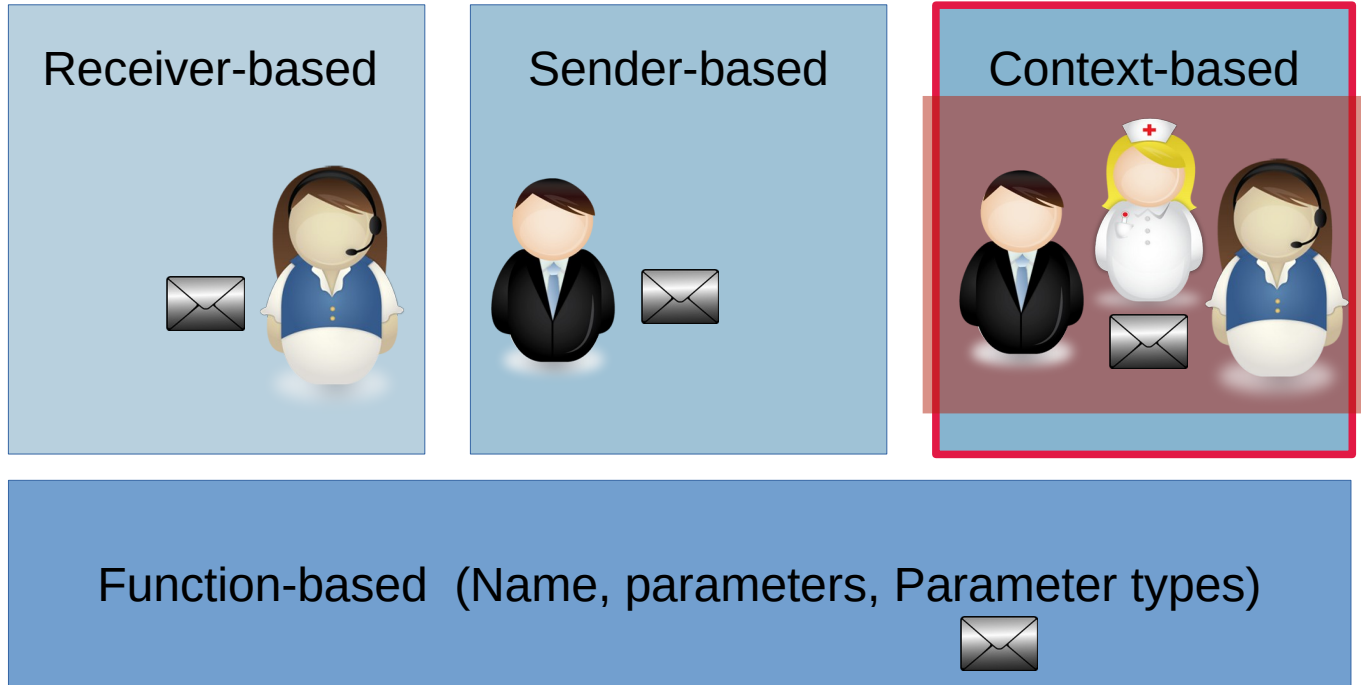 Receiver-based
Sender-based
Context-based
Function-based (Name, parameters, Parameter types)